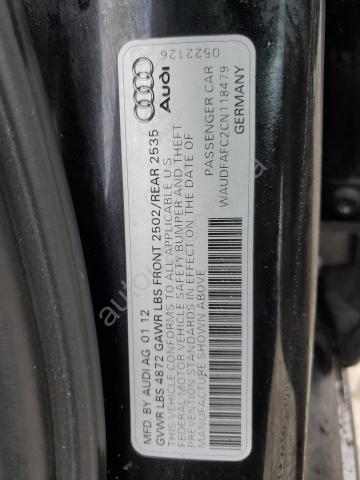 0522126
Audi
MFD. BY AUDI AG 01 12
GVWR LBS 4872 GAWR LBS FRONT 2502/REAR 2535
THIS VEHICLE CONFORMS TO ALL APPLICABLE U.S.
FEDERAL MOTOR VEHICLE SAFETY BUMPER AND THEFT
PREVENTION STANDARDS IN EFFECT ON THE DATE OF
MANUFACTURE SHOWN ABOVE
PASSENGER CAR
WAUDFAFC2CN118479
GERMANY